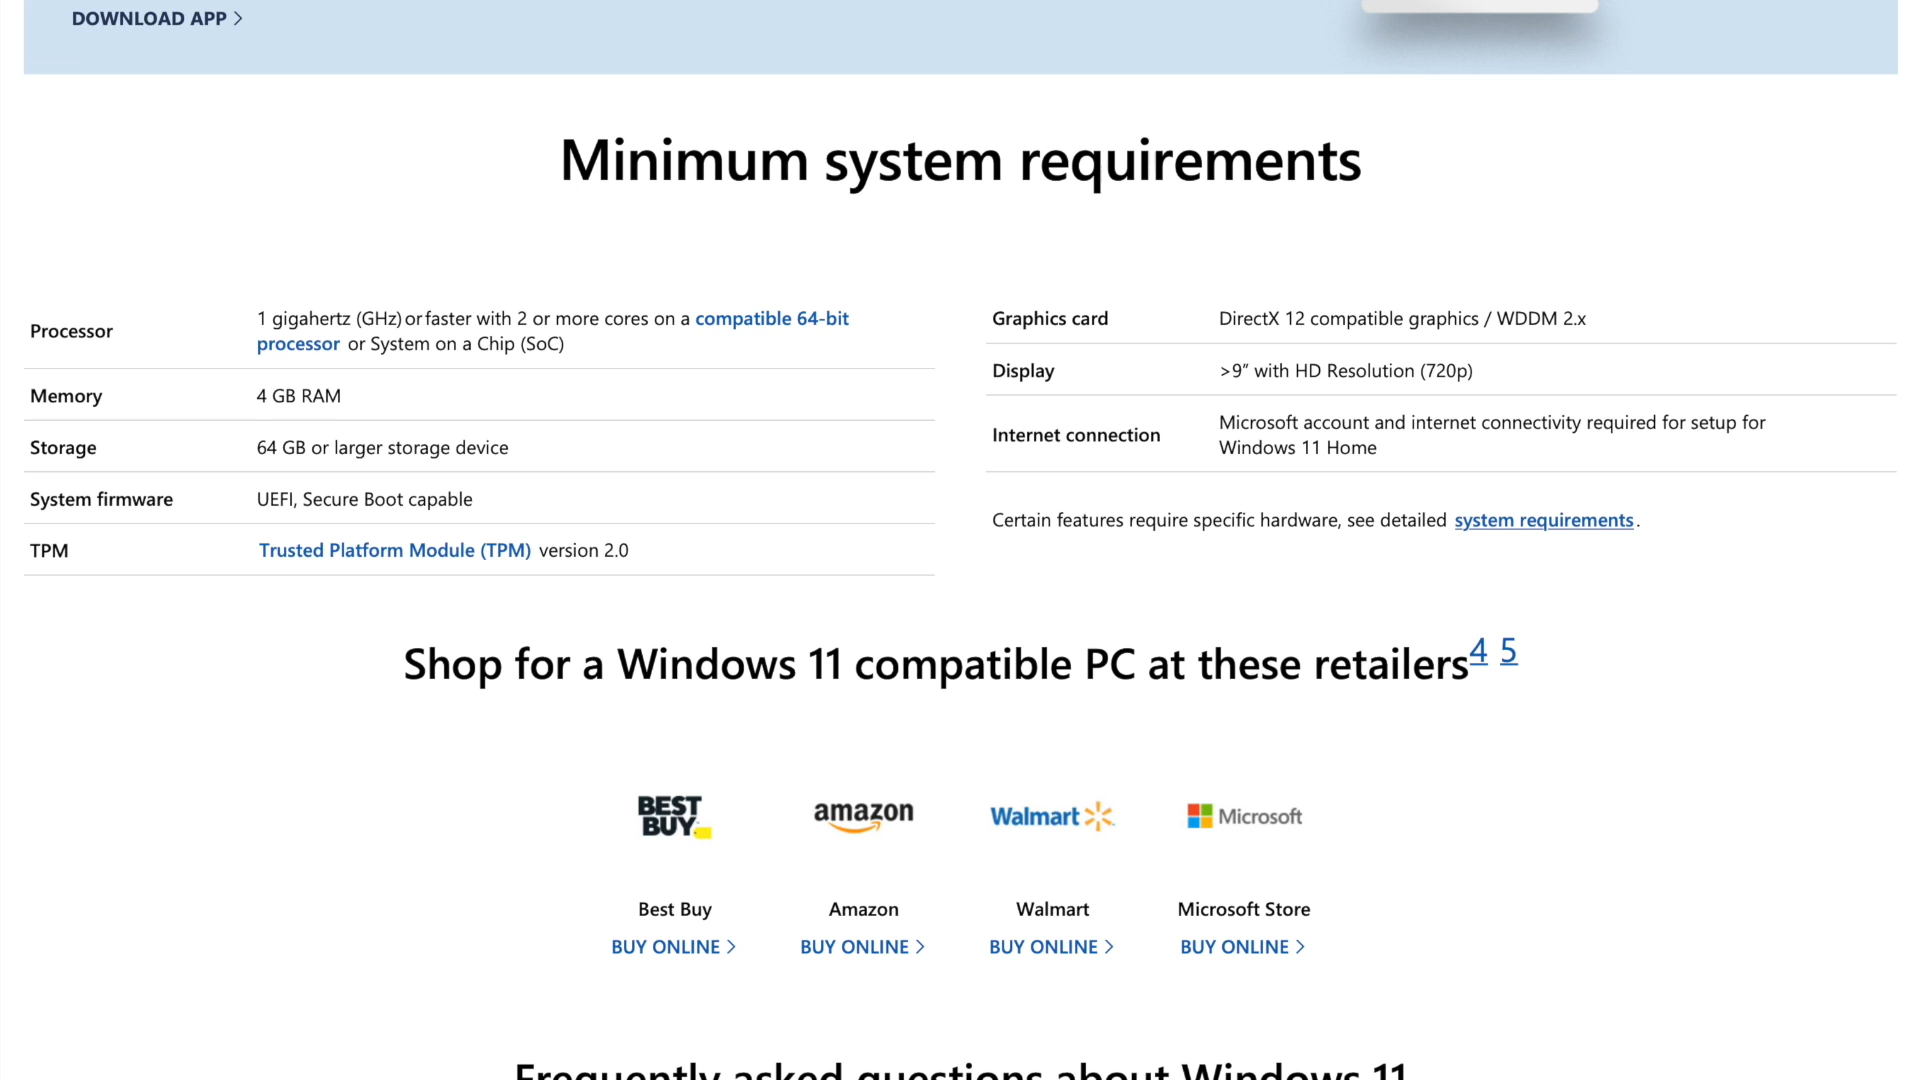 DOWNLOAD APP >
Minimum system requirements
Processor
1 gigahertz (GHz) or faster with 2 or more cores on a compatible 64-bit
processor or System on a Chip (SoC)
Memory
4 GB RAM
Storage
64 GB or larger storage device
System firmware
UEFI, Secure Boot capable
TPM
Trusted Platform Module (TPM) version 2.0
Graphics card
DirectX 12 compatible graphics / WDDM 2.x
Display
>9” with HD Resolution (720p)
Internet connection
Microsoft account and internet connectivity required for setup for
Windows 11 Home
Certain features require specific hardware, see detailed system requirements.
Shop for a Windows 11 compatible PC at these retailers4 5
BEST
BUY
amazon
Walmart
Microsoft
Best Buy
Amazon
Walmart
Microsoft Store
BUY ONLINE >
BUY ONLINE >
BUY ONLINE >
BUY ONLINE >
Frequently asked questions about Windows 11